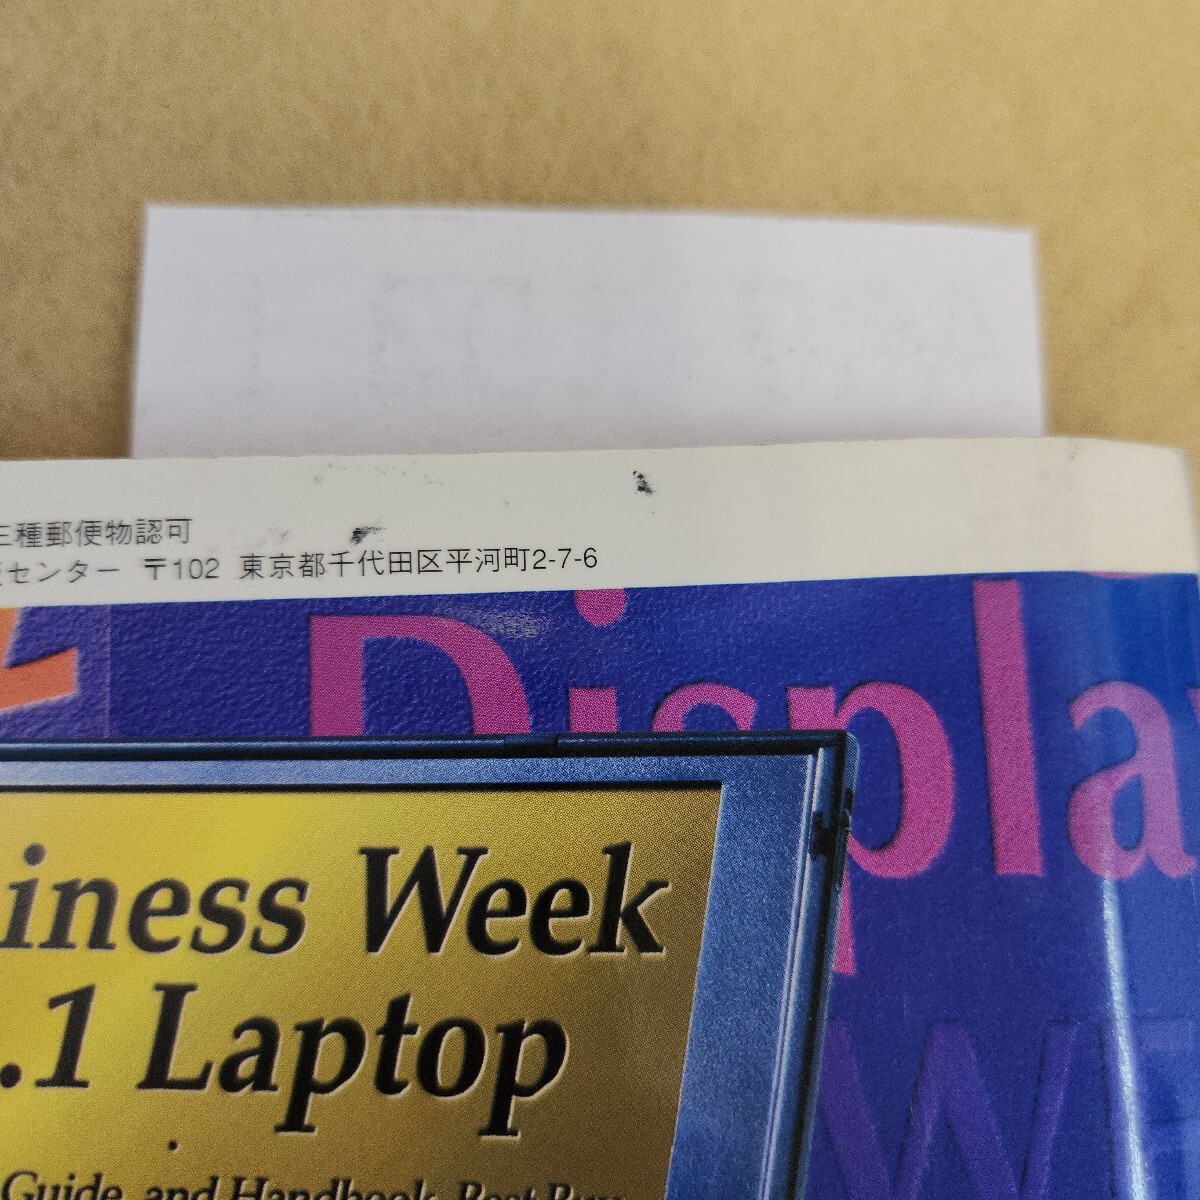 三種郵便物認可
センター 〒102 東京都千代田区平河町2-7-6
Displa
iness Week
.1 Laptop
Guide, and Handbook, Best Buy
W